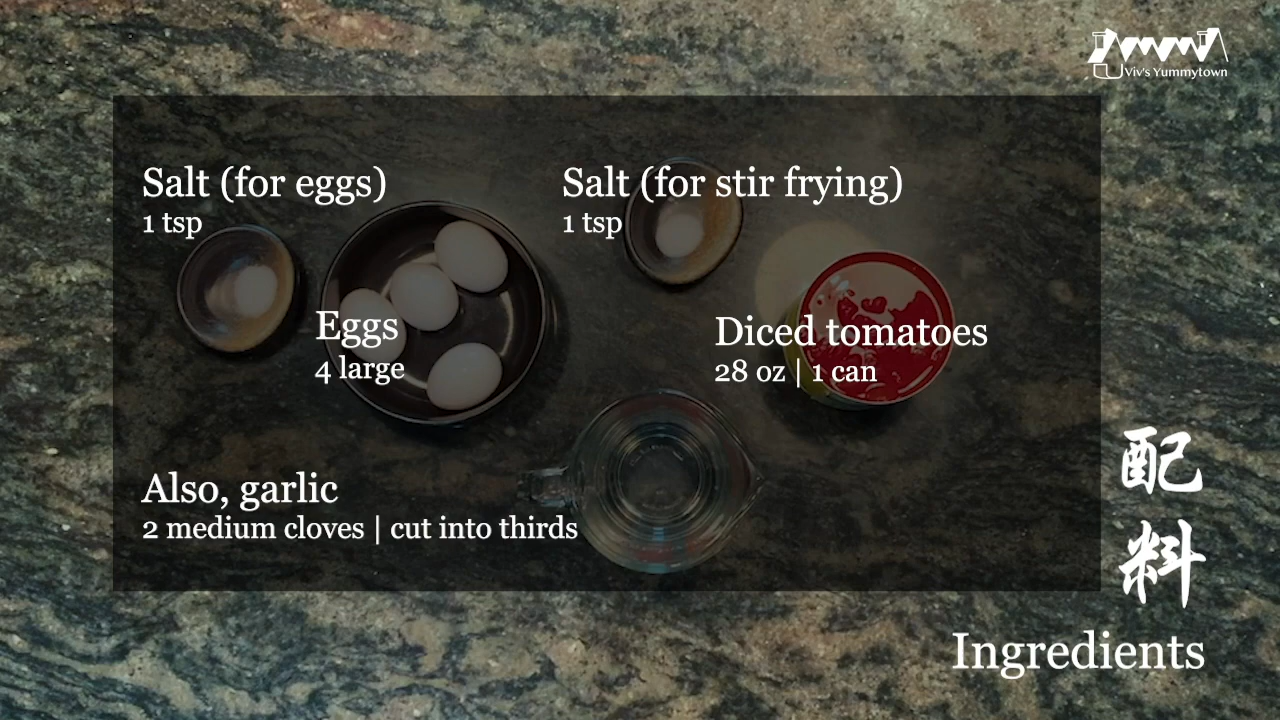 Viv's Yummytown
Salt (for eggs)
1 tsp
Salt (for stir frying)
1 tsp
Eggs
4 large
Diced tomatoes
28 oz | 1 can
Also, garlic
2 medium cloves | cut into thirds
配料
Ingredients